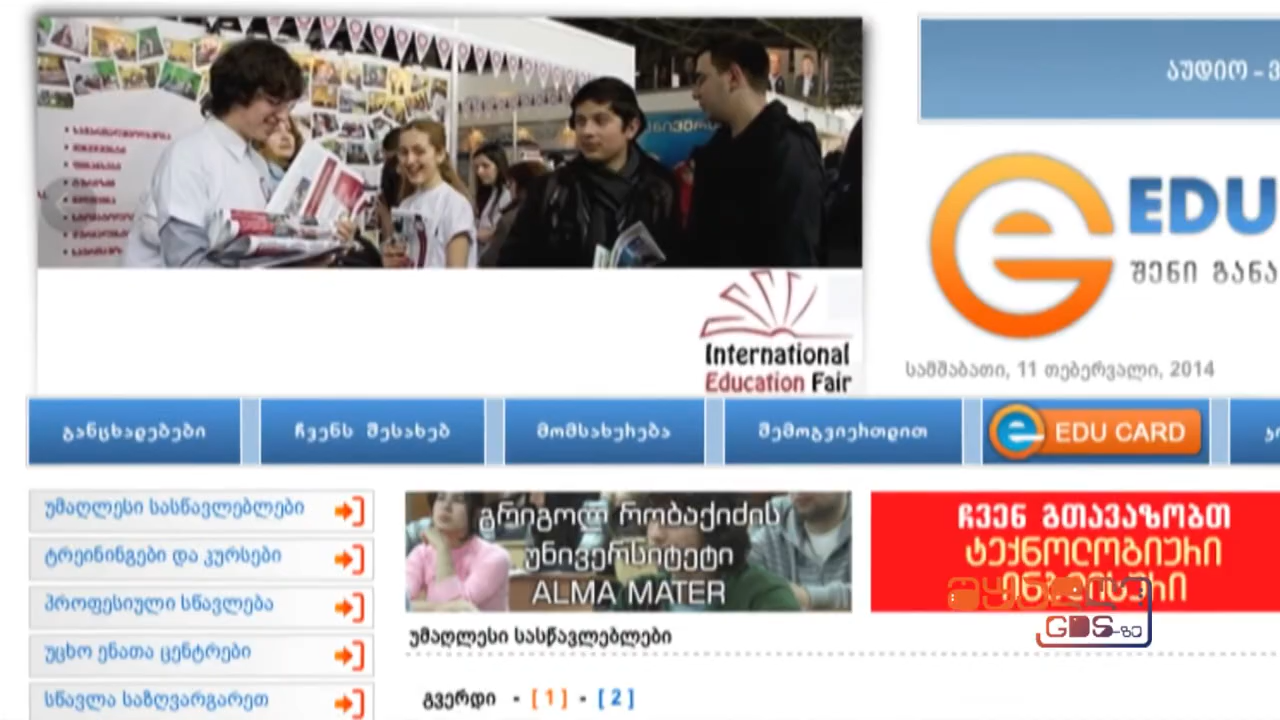 აუდიო -
EDU
შენი განა
International
Education Fair
სამშაბათი, 11 თებერვალი, 2014
განცხადებები
ჩვენს შესახებ
მომსახურება
შემოგვიერთდით
EDU CARD
უმაღლესი სასწავლებლები
ტრეინინგები და კურსები
პროფესიული სწავლება
უცხო ენათა ცენტრები
სწავლა საზღვარგარეთ
გრიგოლ რობაქიძის
უნივერსიტეტი
ALMA MATER
ჩვენ გთავაზობთ
ტექნოლოგიური
GDS-ზე
უმაღლესი სასწავლებლები
გვერდი - [ 1 ] - [ 2 ]